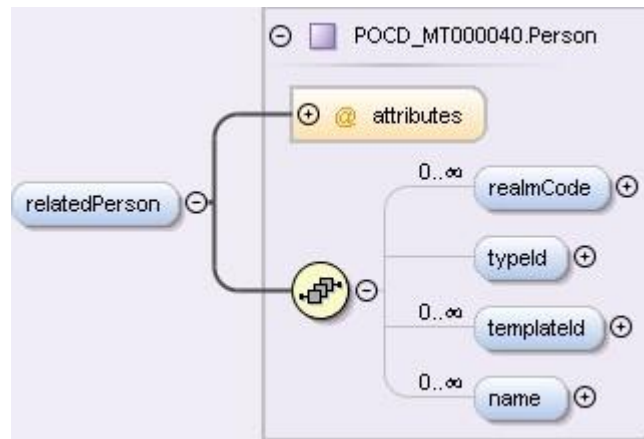 POCD_MT000040.Person
@ attributes
relatedPerson
0..∞
realmCode
typeId
0..∞
templateId
0..∞
name